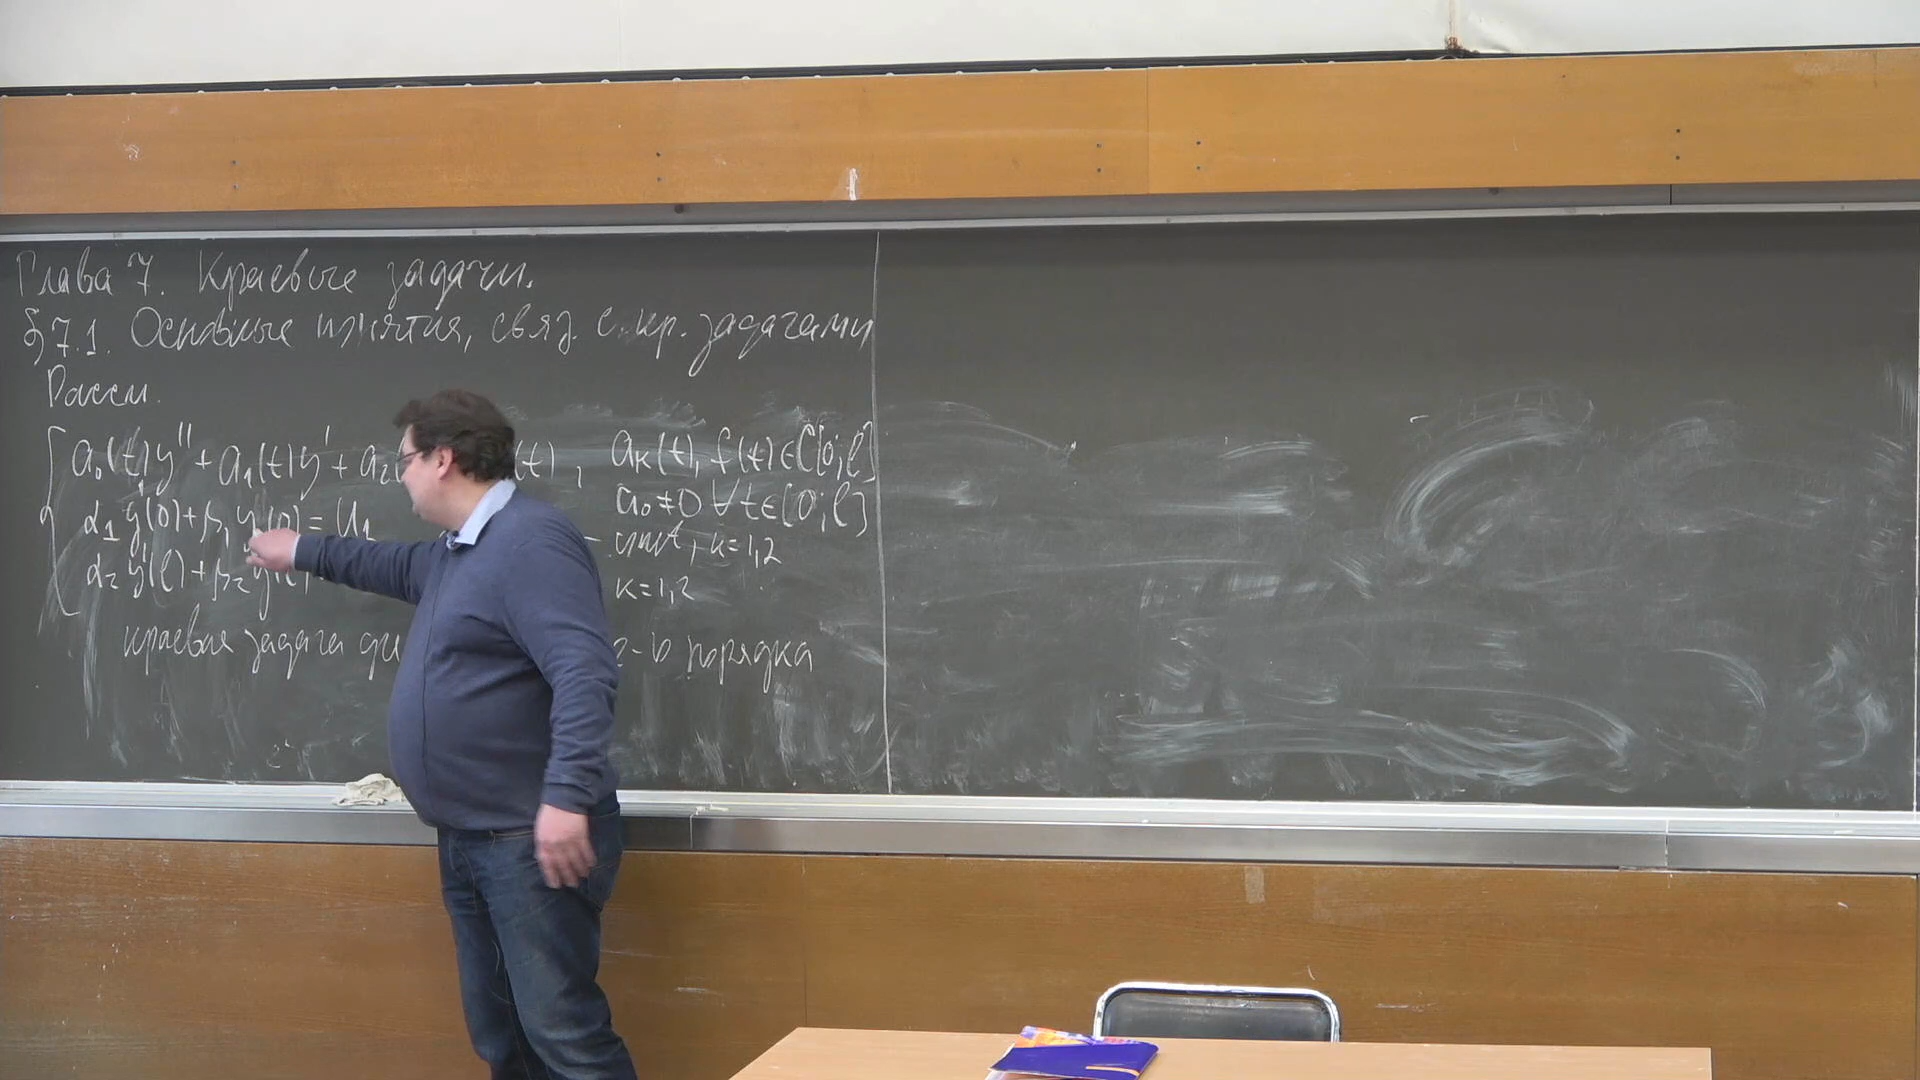 Глава 7. Краевые задачи.
§ 7.1. Основные понятия, связ. с кр. задачами
Рассм.
a₀(t)y'' + a₁(t)y' + a₂ (t), aₖ(t), f(t) ∈ C[0; l]
a₀ ≠ 0 ∀ t ∈ [0; l]
α₁ y'(0) + β₁ y(0) = u₁ – const, k = 1,2
α₂ y'(l) + β₂ y(l) k = 1,2
краевая задача 2-го порядка